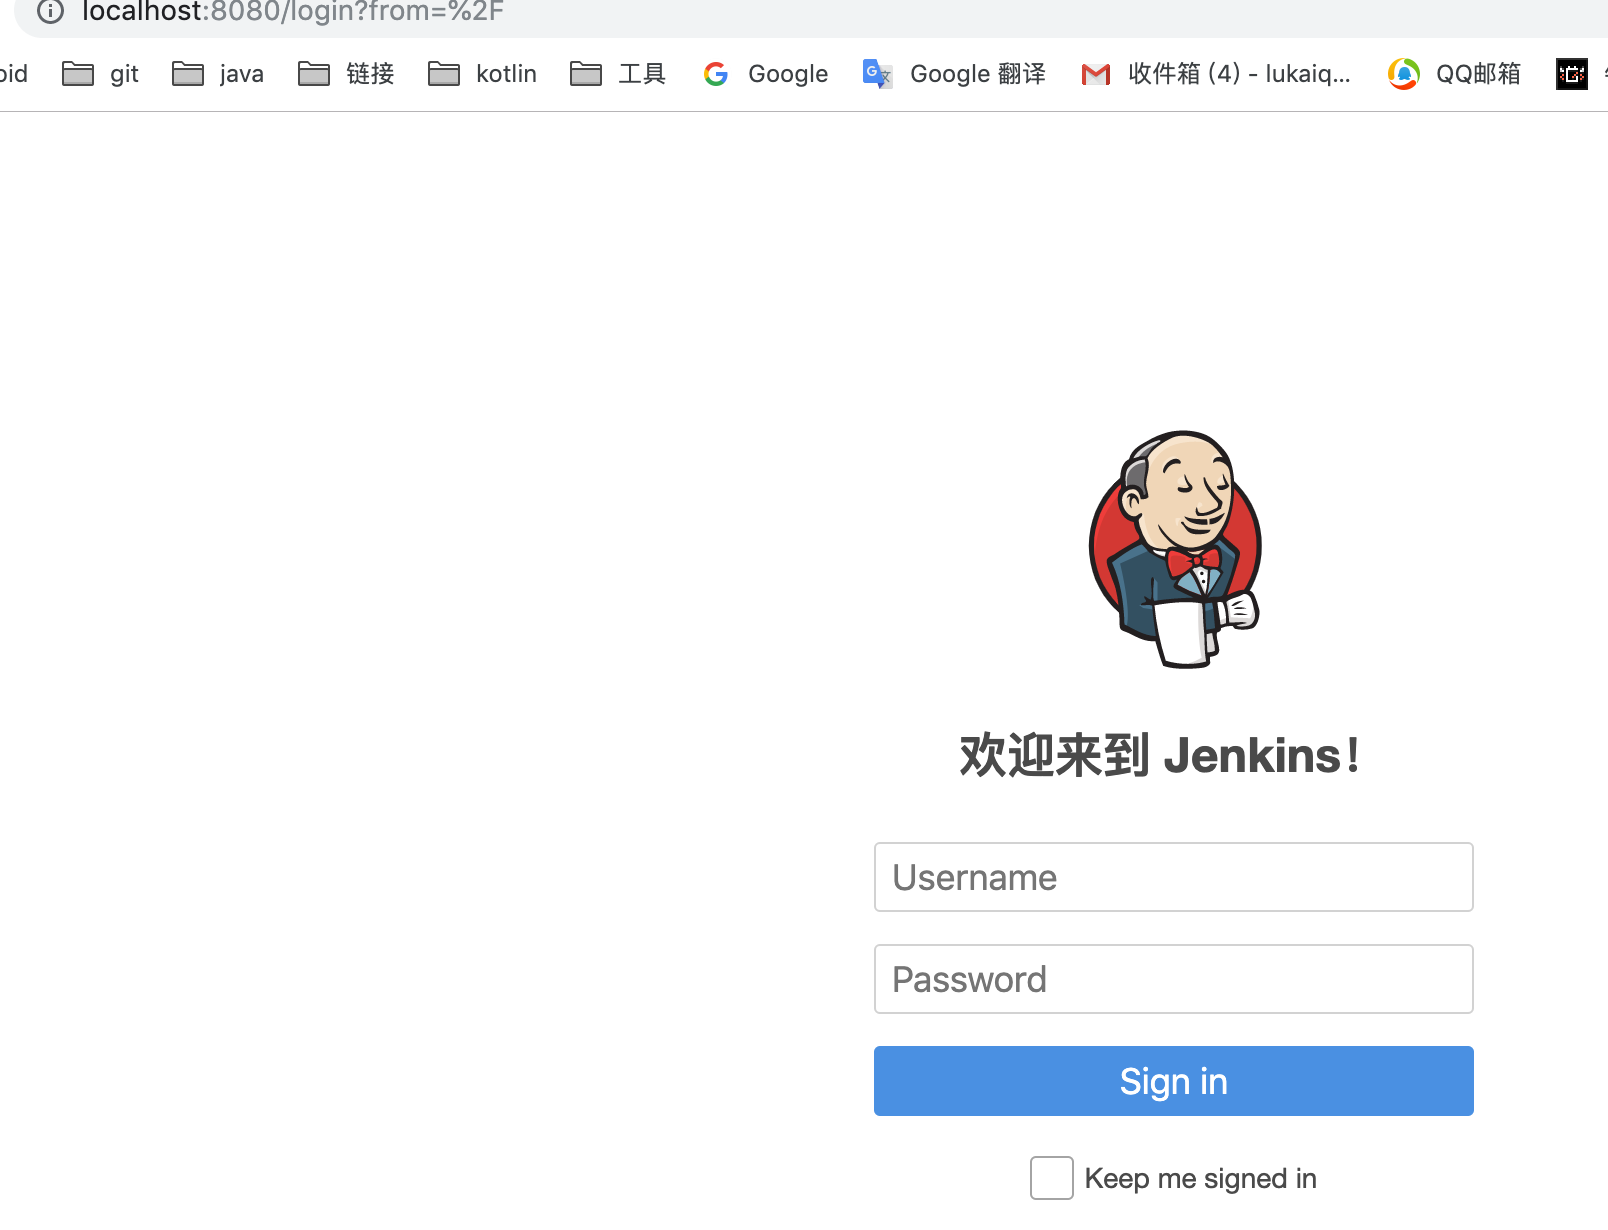 localhost:8080/login?from=%2F
oid git java 链接 kotlin 工具 Google Google 翻译 收件箱 (4) - lukaiq... QQ邮箱
欢迎来到 Jenkins！
Username
Password
Sign in
Keep me signed in